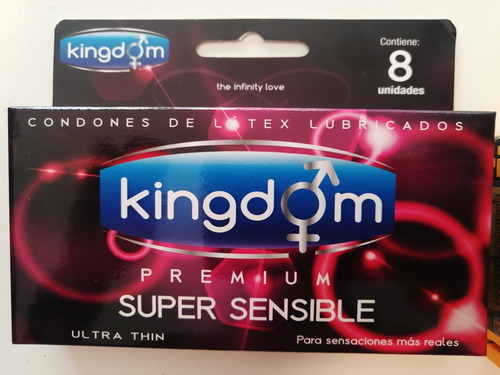 kingdom
Contiene:
8
unidades
the infinity love
CONDONES DE LÁTEX LUBRICADOS
kingdom
PREMIUM
SUPER SENSIBLE
ULTRA THIN
Para sensaciones más reales